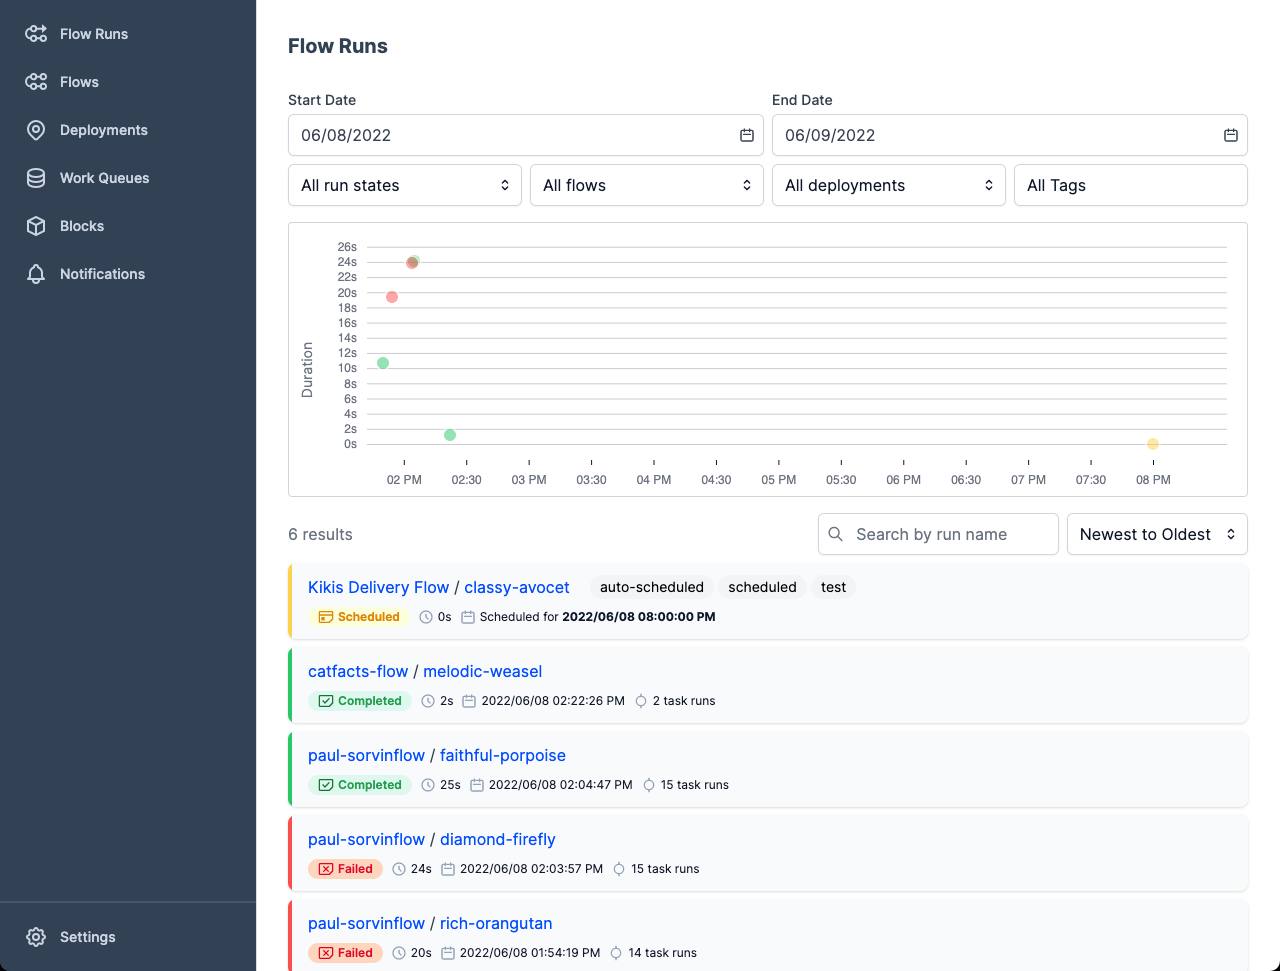 Flow Runs
Flows
Deployments
Work Queues
Blocks
Notifications
Settings
Flow Runs
Start Date
End Date
06/08/2022
06/09/2022
All run states
All flows
All deployments
All Tags
Duration
26s
24s
22s
20s
18s
16s
14s
12s
10s
8s
6s
4s
2s
0s
02 PM 02:30 03 PM 03:30 04 PM 04:30 05 PM 05:30 06 PM 06:30 07 PM 07:30 08 PM
6 results
Search by run name
Newest to Oldest
Kikis Delivery Flow / classy-avocet auto-scheduled scheduled test
Scheduled 0s Scheduled for 2022/06/08 08:00:00 PM
catfacts-flow / melodic-weasel
Completed 2s 2022/06/08 02:22:26 PM 2 task runs
paul-sorvinflow / faithful-porpoise
Completed 25s 2022/06/08 02:04:47 PM 15 task runs
paul-sorvinflow / diamond-firefly
Failed 24s 2022/06/08 02:03:57 PM 15 task runs
paul-sorvinflow / rich-orangutan
Failed 20s 2022/06/08 01:54:19 PM 14 task runs